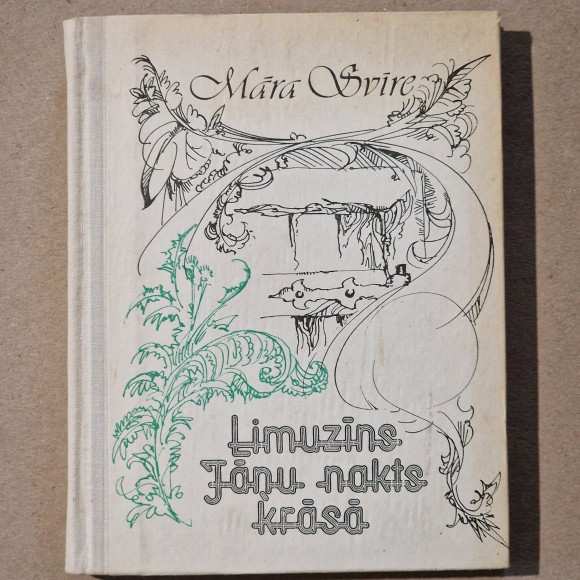 Māra Svīre
Limuzīns
Jāņu nakts
krāsā